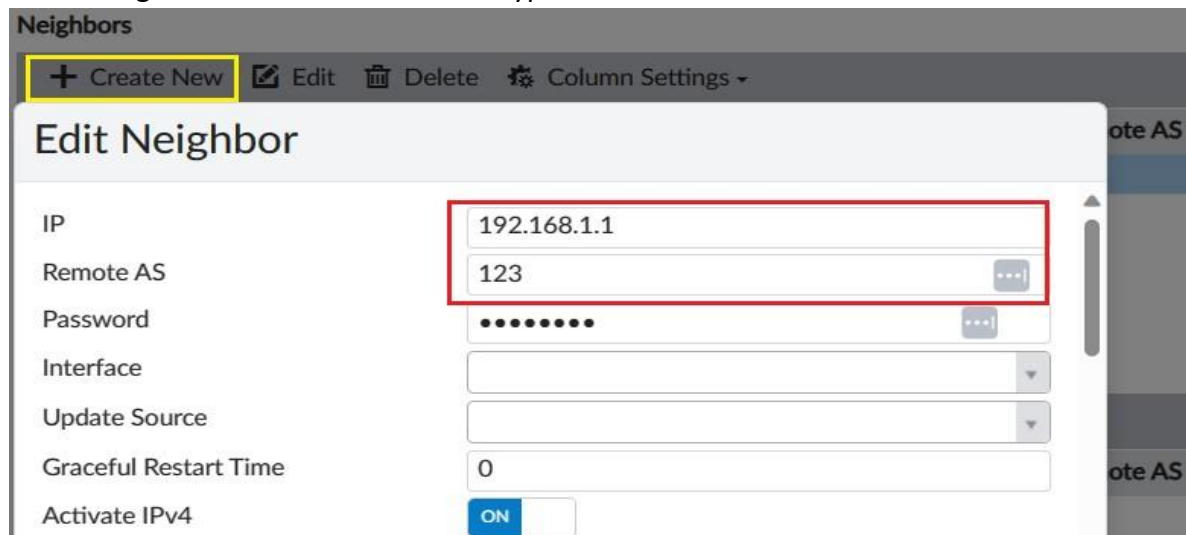 Neighbors
+ Create New Edit Delete Column Settings
Edit Neighbor
ote AS
IP 192.168.1.1
Remote AS 123
Password ••••••••
Interface
Update Source
Graceful Restart Time 0
ote AS
Activate IPv4 ON